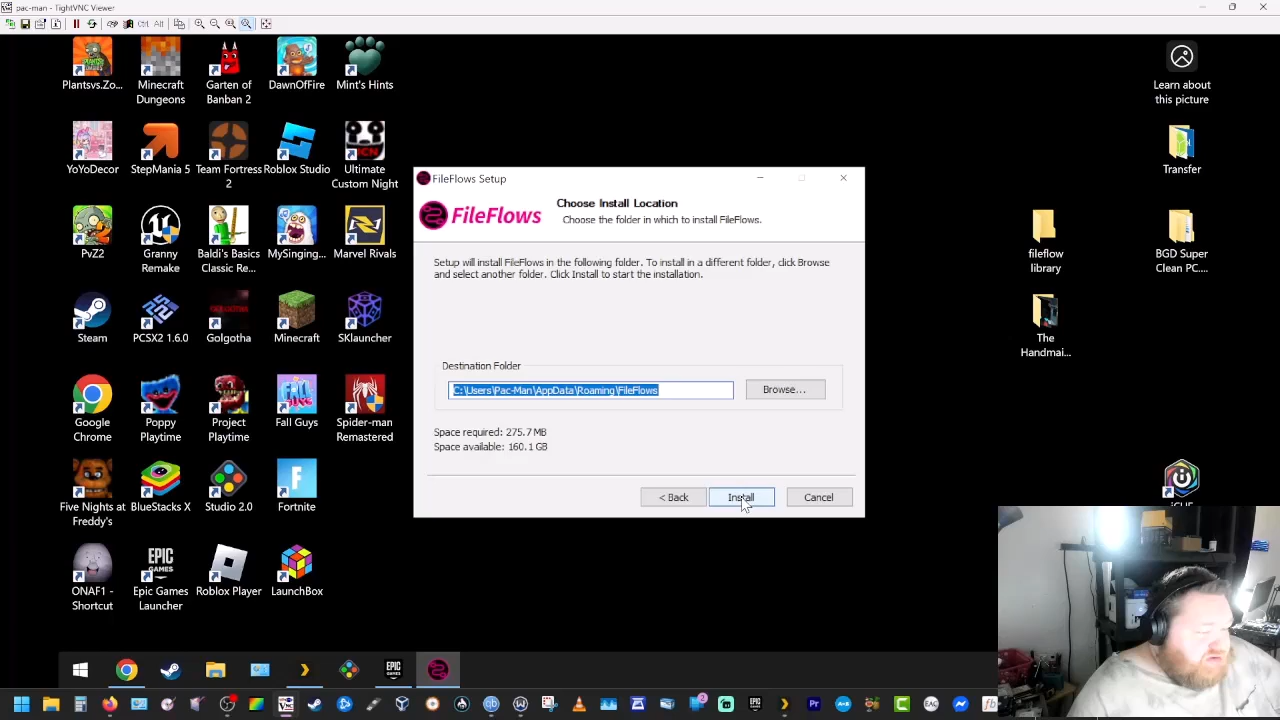 pac-man - TightVNC Viewer
Ctrl Alt
Plantsvs.Zo...
Minecraft
Dungeons
Garten of
Banban 2
DawnOfFire
Mint's Hints
Learn about
this picture
YoYoDecor
StepMania 5
Team Fortress
2
Roblox Studio
Ultimate
Custom Night
Transfer
PvZ2
Granny
Remake
Baldi's Basics
Classic Re...
MySinging...
Marvel Rivals
fileflow
library
BGD Super
Clean PC....
Steam
PCSX2 1.6.0
Golgotha
Minecraft
SKlauncher
The
Handmai...
Google
Chrome
Poppy
Playtime
Project
Playtime
Fall Guys
Spider-man
Remastered
Five Nights at
Freddy's
BlueStacks X
Studio 2.0
Fortnite
iCUE
ONAF1 -
Shortcut
Epic Games
Launcher
Roblox Player
LaunchBox
FileFlows Setup
FileFlows
Choose Install Location
Choose the folder in which to install FileFlows.
Setup will install FileFlows in the following folder. To install in a different folder, click Browse
and select another folder. Click Install to start the installation.
Destination Folder
C:\Users\Pac-Man\AppData\Roaming\FileFlows
Browse...
Space required: 275.7 MB
Space available: 160.1 GB
< Back
Install
Cancel